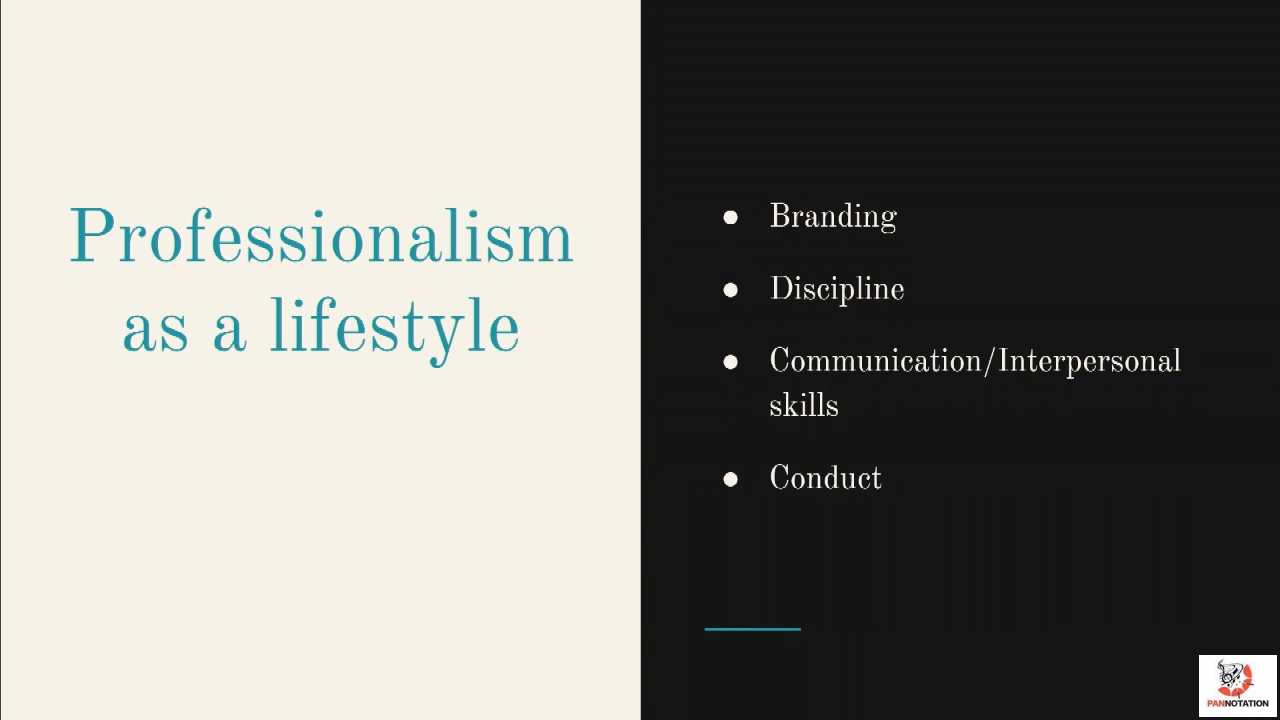 Professionalism
as a lifestyle
● Branding
● Discipline
● Communication/Interpersonal
skills
● Conduct
PANNOTATION